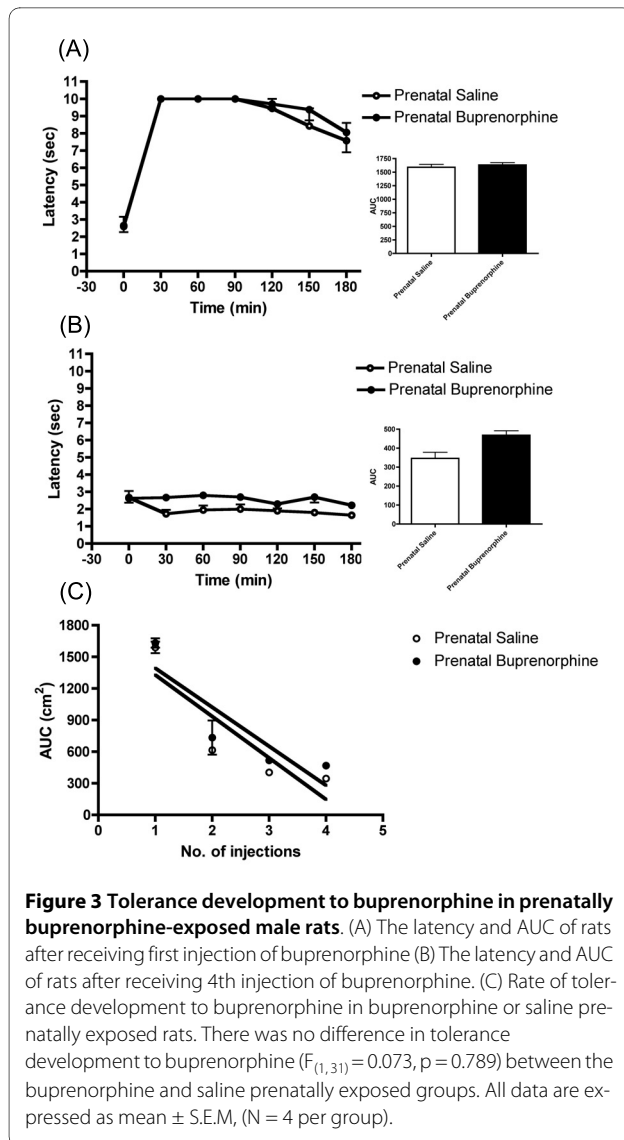 (A)
Latency (sec)
11
10
9
8
7
6
5
4
3
2
1
0
-30 0 30 60 90 120 150 180
Time (min)
Prenatal Saline
Prenatal Buprenorphine
AUC
1750
1500
1250
1000
750
500
250
0
Prenatal Saline
Prenatal Buprenorphine
(B)
Latency (sec)
11
10
9
8
7
6
5
4
3
2
1
0
-30 0 30 60 90 120 150 180
Time (min)
Prenatal Saline
Prenatal Buprenorphine
AUC
500
400
300
200
100
0
Prenatal Saline
Prenatal Buprenorphine
(C)
AUC (cm²)
1800
1500
1200
900
600
300
0
0 1 2 3 4 5
No. of injections
Prenatal Saline
Prenatal Buprenorphine
Figure 3 Tolerance development to buprenorphine in prenatally
buprenorphine-exposed male rats. (A) The latency and AUC of rats
after receiving first injection of buprenorphine (B) The latency and AUC
of rats after receiving 4th injection of buprenorphine. (C) Rate of toler-
ance development to buprenorphine in buprenorphine or saline pre-
natally exposed rats. There was no difference in tolerance
development to buprenorphine (F(1, 31) = 0.073, p = 0.789) between the
buprenorphine and saline prenatally exposed groups. All data are ex-
pressed as mean ± S.E.M, (N = 4 per group).